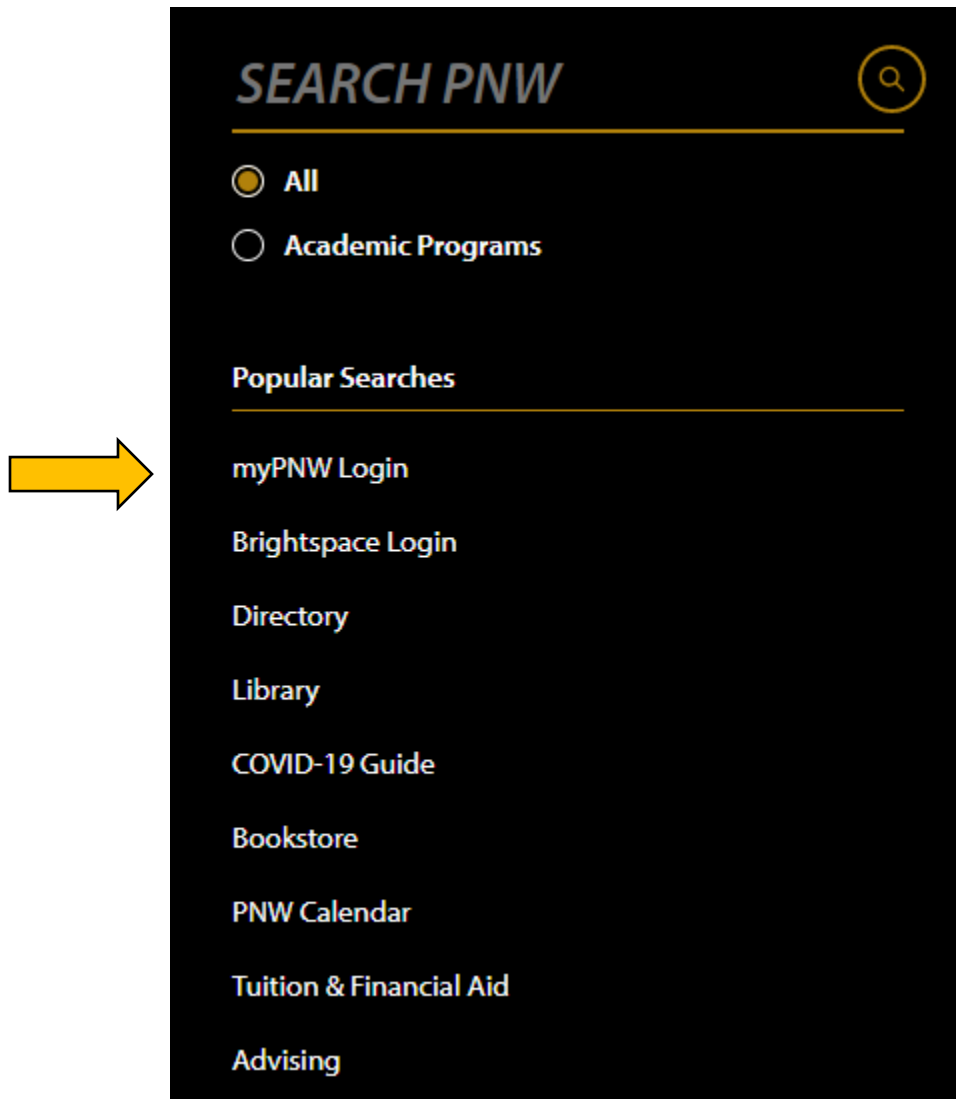 SEARCH PNW
All
Academic Programs
Popular Searches
myPNW Login
Brightspace Login
Directory
Library
COVID-19 Guide
Bookstore
PNW Calendar
Tuition & Financial Aid
Advising